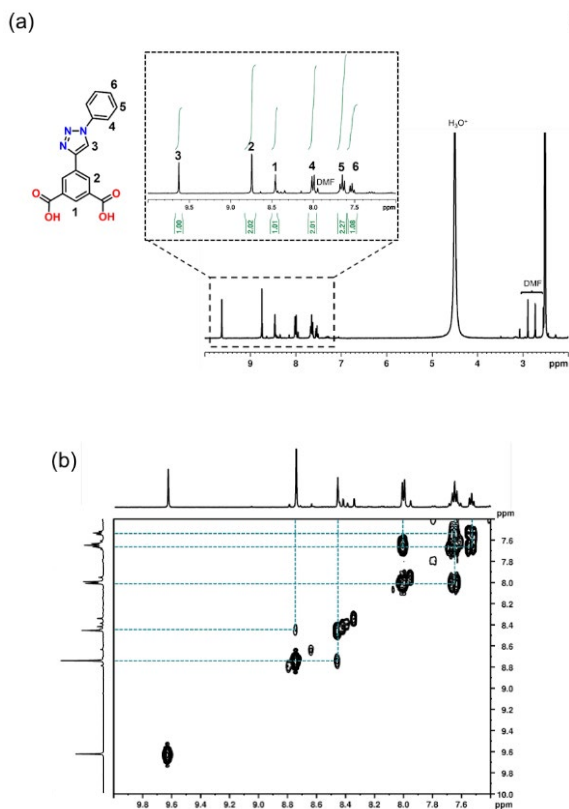 (a)
6
5
4
N N
N
3
2
O O
OH OH
1
3 2 1 4 5 6
DMF
9.0 8.5 8.0 7.5 ppm
1.00 2.02 1.01 2.01 2.27 1.08
H₃O⁺
DMF
9 8 7 6 5 4 3 2 ppm
(b)
ppm
7.6
7.8
8.0
8.2
8.4
8.6
8.8
9.0
9.2
9.4
9.6
9.8
10.0
9.8 9.6 9.4 9.2 9.0 8.8 8.6 8.4 8.2 8.0 7.8 7.6 ppm